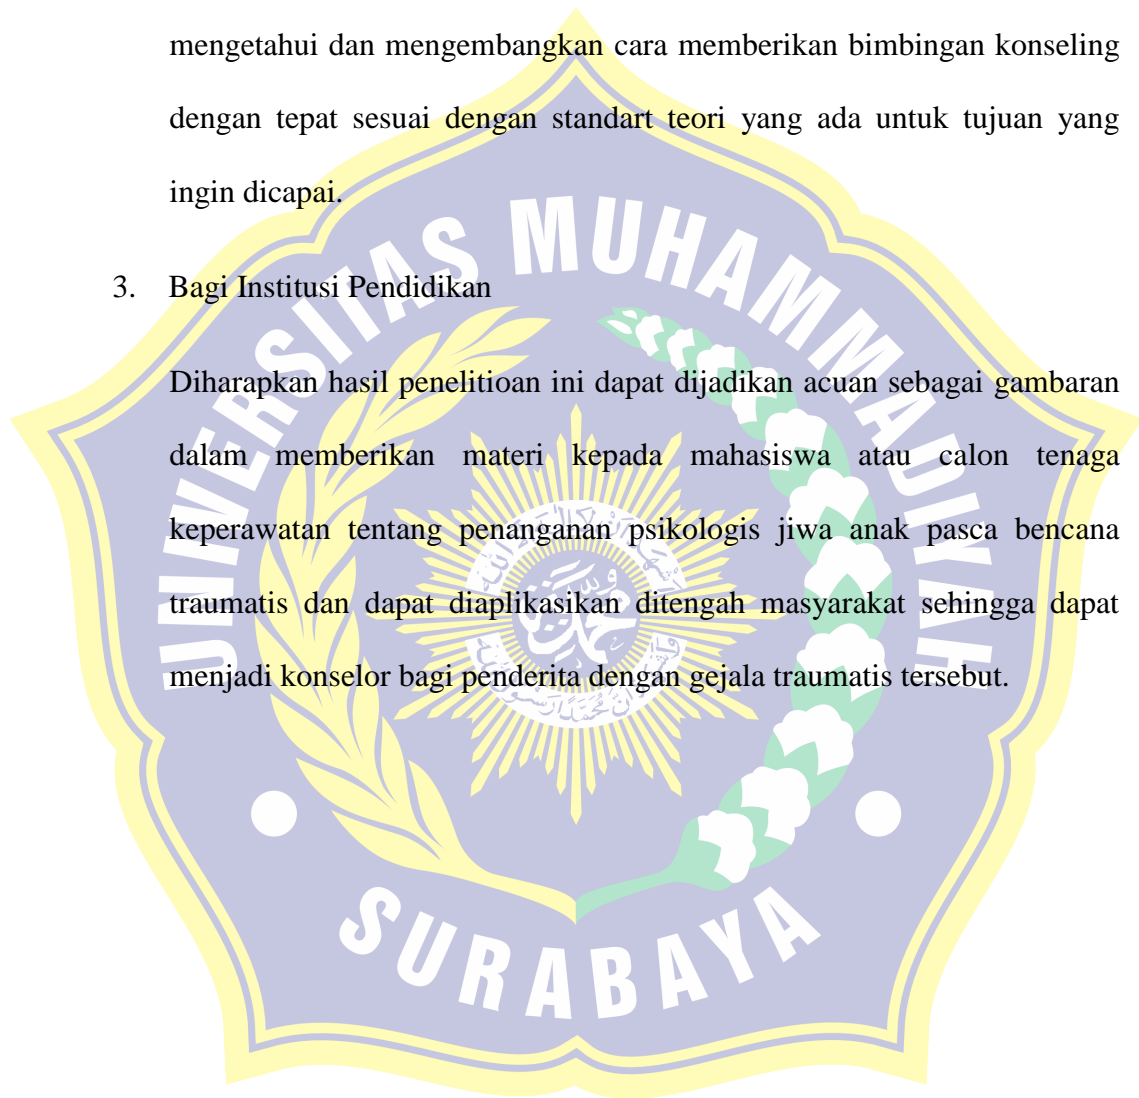 mengetahui dan mengembangkan cara memberikan bimbingan konseling
dengan tepat sesuai dengan standart teori yang ada untuk tujuan yang
ingin dicapai.
3. Bagi Institusi Pendidikan
Diharapkan hasil penelitioan ini dapat dijadikan acuan sebagai gambaran
dalam memberikan materi kepada mahasiswa atau calon tenaga
keperawatan tentang penanganan psikologis jiwa anak pasca bencana
traumatis dan dapat diaplikasikan ditengah masyarakat sehingga dapat
menjadi konselor bagi penderita dengan gejala traumatis tersebut.
UNIVERSITAS MUHAMMADIYAH
SURABAYA